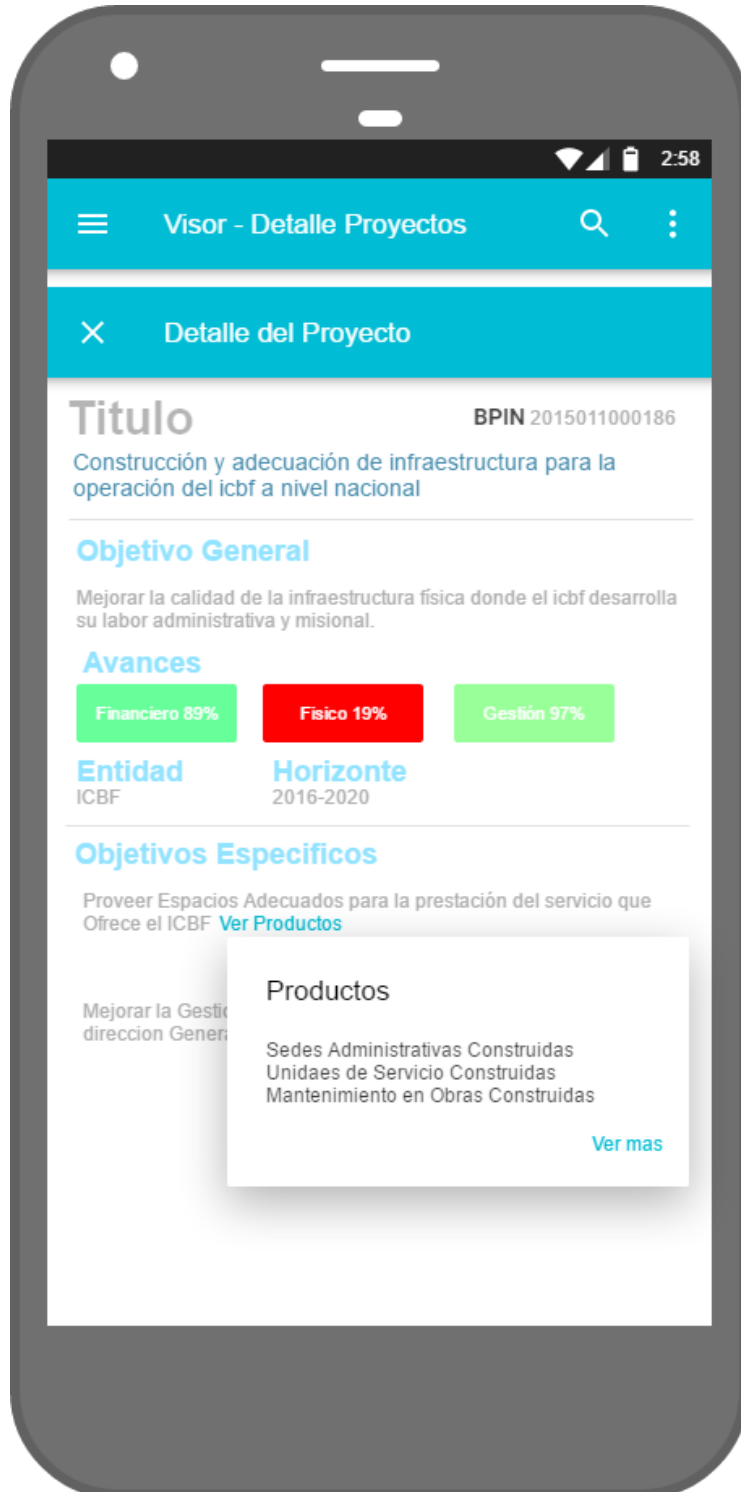 2:58
Visor - Detalle Proyectos
Detalle del Proyecto
Titulo
BPIN 2015011000186
Construcción y adecuación de infraestructura para la
operación del icbf a nivel nacional
Objetivo General
Mejorar la calidad de la infraestructura física donde el icbf desarrolla
su labor administrativa y misional.
Avances
Financiero 89%
Fisico 19%
Gestión 97%
Entidad
Horizonte
ICBF
2016-2020
Objetivos Especificos
Proveer Espacios Adecuados para la prestación del servicio que
Ofrece el ICBF Ver Productos
Mejorar la
direccion
Productos
Sedes Administrativas Construidas
Unidaes de Servicio Construidas
Mantenimiento en Obras Construidas
Ver mas